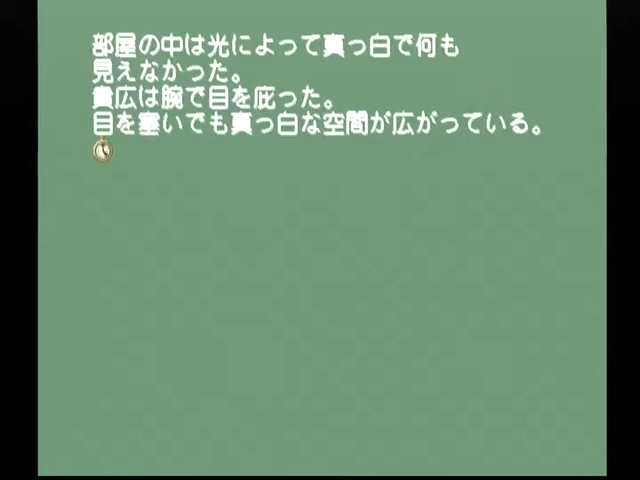 部屋の中は光によって真っ白で何も
見えなかった。
貴広は腕で目を庇った。
目を塞いでも真っ白な空間が広がっている。